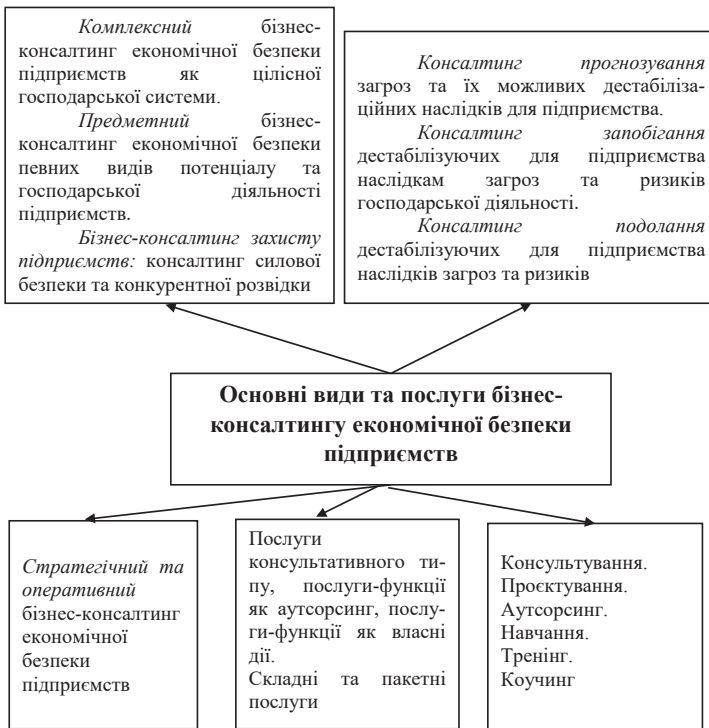 Комплексний бізнес-
консалтинг економічної безпеки
підприємств як цілісної
господарської системи.
Предметний бізнес-
консалтинг економічної безпеки
певних видів потенціалу та
господарської діяльності
підприємств.
Бізнес-консалтинг захисту
підприємств: консалтинг силової
безпеки та конкурентної розвідки
Консалтинг прогнозування
загроз та їх можливих дестабіліза-
ційних наслідків для підприємства.
Консалтинг запобігання
дестабілізуючих для підприємства
наслідкам загроз та ризиків
господарської діяльності.
Консалтинг подолання
дестабілізуючих для підприємства
наслідків загроз та ризиків
Основні види та послуги бізнес-
консалтингу економічної безпеки
підприємств
Стратегічний та
оперативний
бізнес-консалтинг
економічної
безпеки
підприємств
Послуги
консультативного ти-
пу, послуги-функції
як аутсорсинг, послу-
ги-функції як власні
дії.
Складні та пакетні
послуги
Консультування.
Проєктування.
Аутсорсинг.
Навчання.
Тренінг.
Коучинг